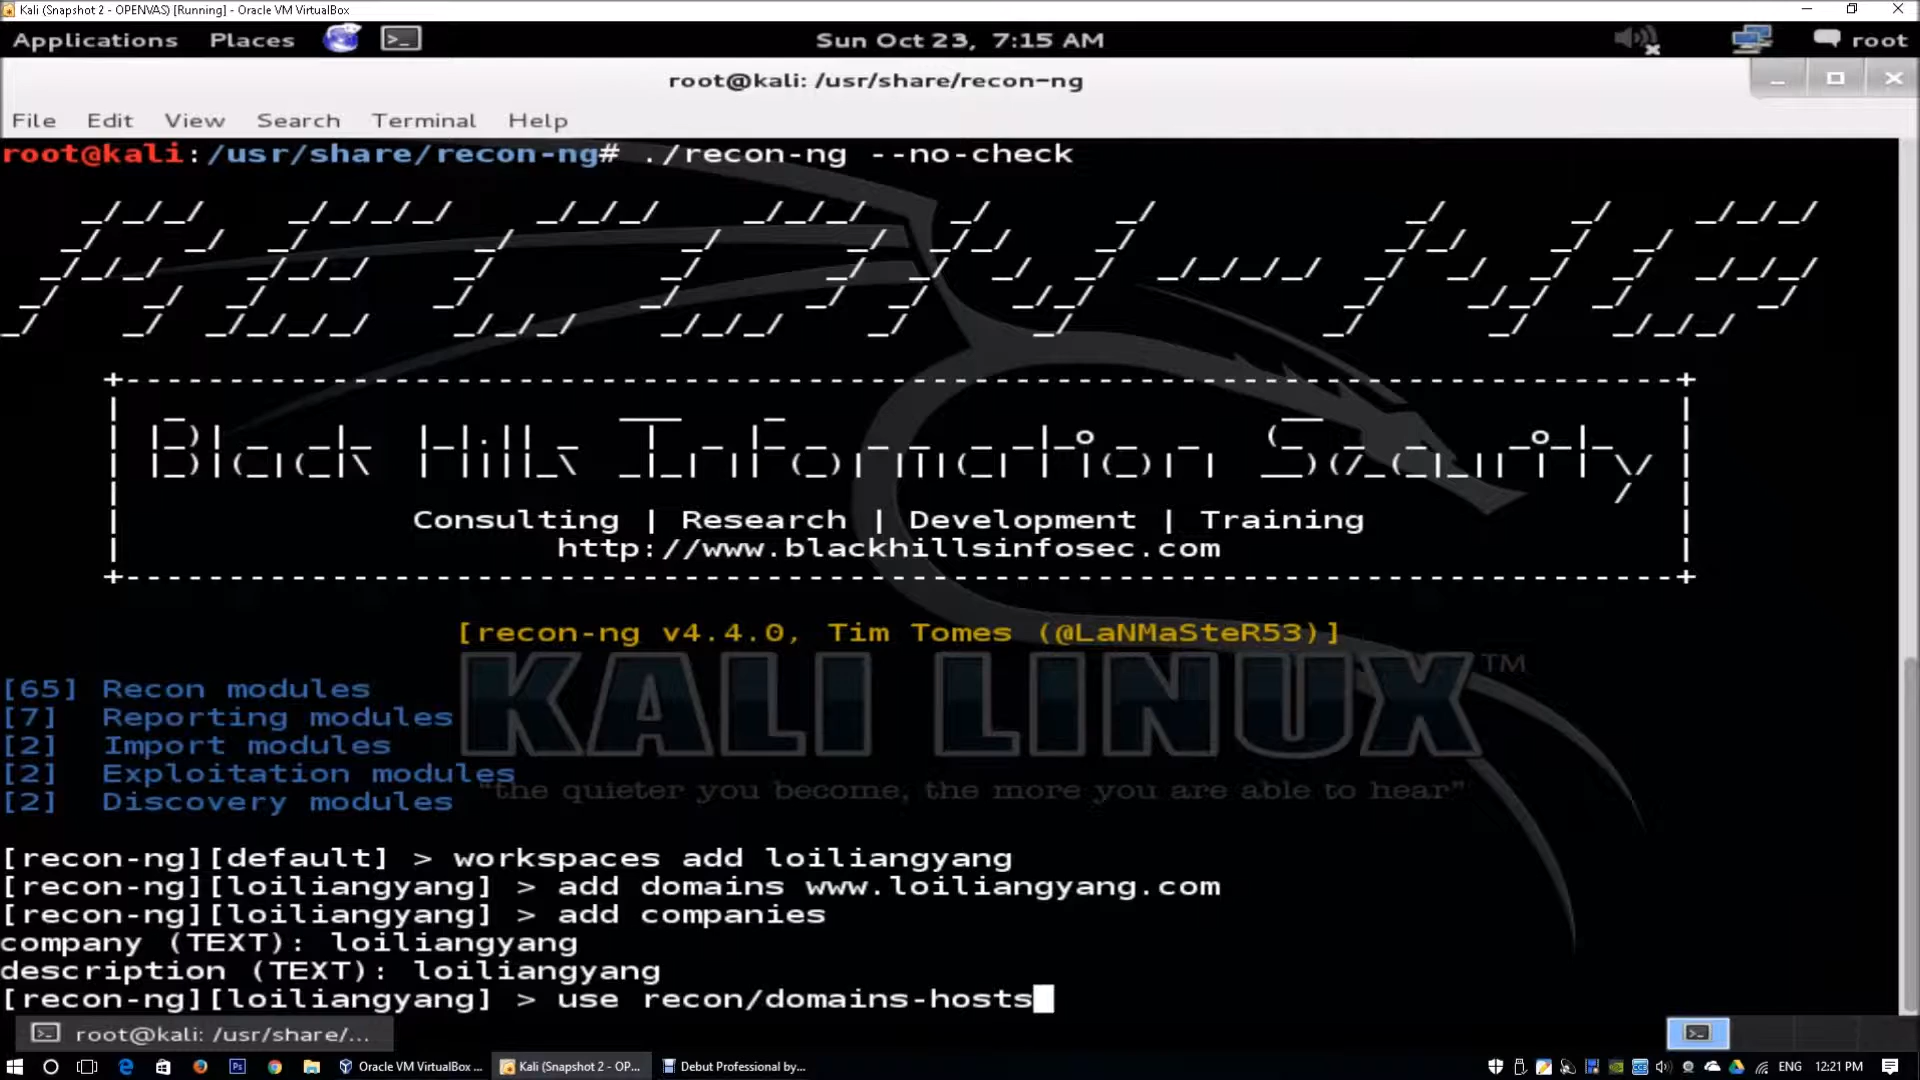 Kali (Snapshot 2 - OPENVAS) [Running] - Oracle VM VirtualBox
Applications Places Sun Oct 23, 7:15 AM root
root@kali: /usr/share/recon-ng
File Edit View Search Terminal Help
root@kali:/usr/share/recon-ng# ./recon-ng --no-check
RECON-NG
Black Hills Information Security
Consulting | Research | Development | Training
http://www.blackhillsinfosec.com
[recon-ng v4.4.0, Tim Tomes (@LaNMaSteR53)]
KALI LINUX™
"the quieter you become, the more you are able to hear"
[65] Recon modules
[7] Reporting modules
[2] Import modules
[2] Exploitation modules
[2] Discovery modules
[recon-ng][default] > workspaces add loiliangyang
[recon-ng][loiliangyang] > add domains www.loiliangyang.com
[recon-ng][loiliangyang] > add companies
company (TEXT): loiliangyang
description (TEXT): loiliangyang
[recon-ng][loiliangyang] > use recon/domains-hosts
root@kali: /usr/share/...
Oracle VM VirtualBox ... Kali (Snapshot 2 - OP... Debut Professional by... ENG 12:21 PM